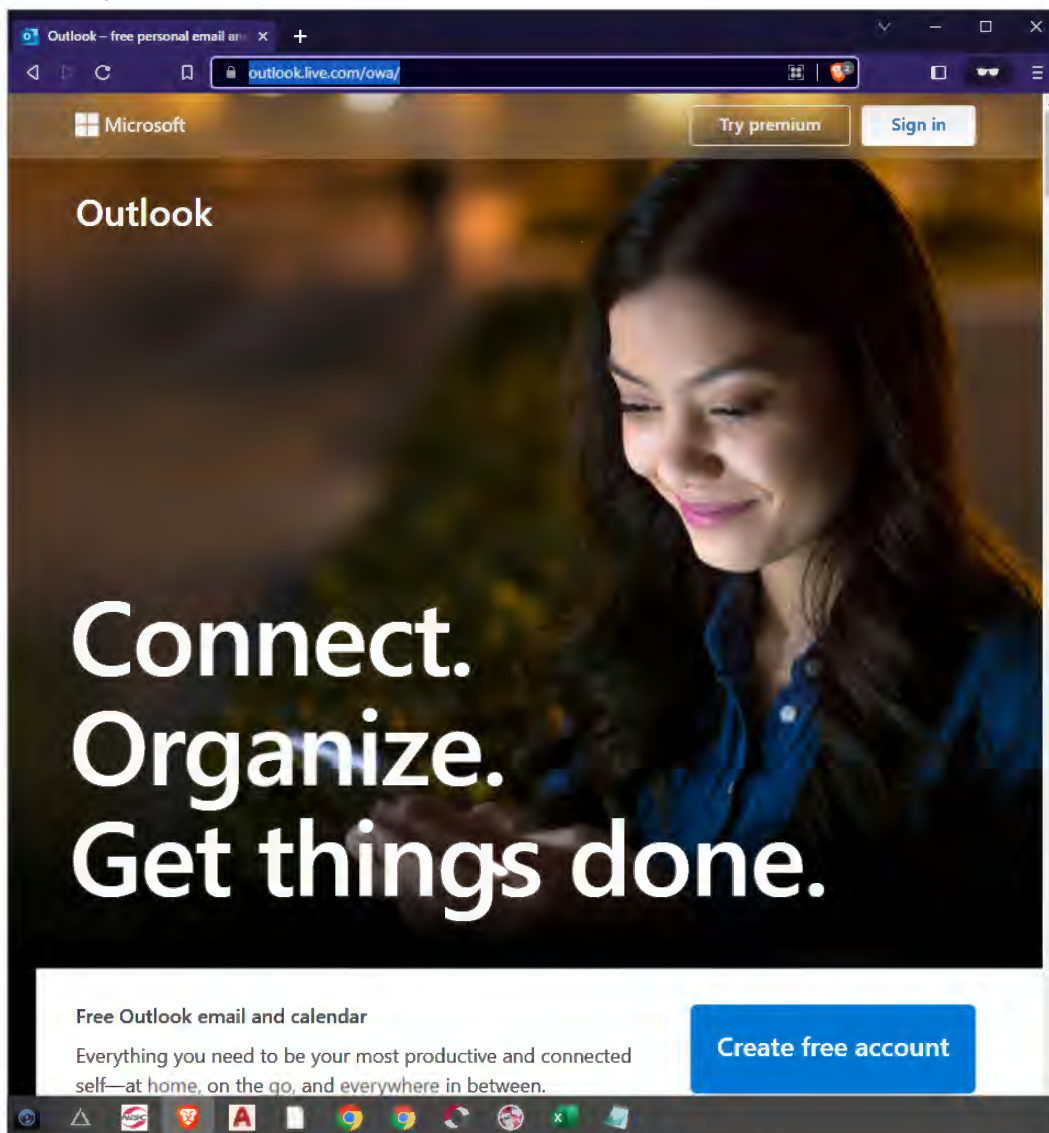 Outlook – free personal email an
outlook.live.com/owa/
2
Microsoft
Try premium
Sign in
Outlook
Connect.
Organize.
Get things done.
Free Outlook email and calendar
Everything you need to be your most productive and connected
self—at home, on the go, and everywhere in between.
Create free account